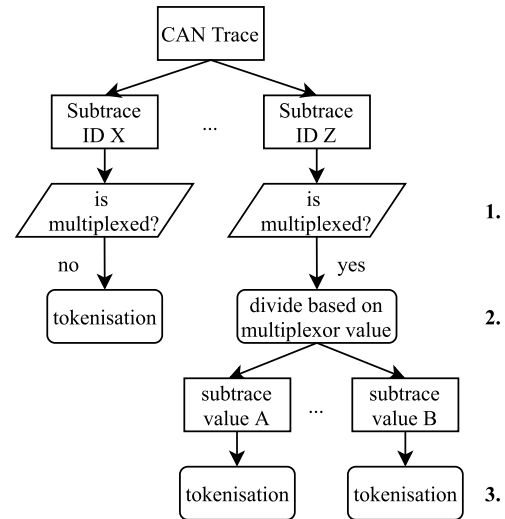 CAN Trace
Subtrace
ID X
...
Subtrace
ID Z
is
multiplexed?
is
multiplexed?
1.
no
yes
tokenisation
divide based on
multiplexor value
2.
subtrace
value A
...
subtrace
value B
tokenisation
tokenisation
3.